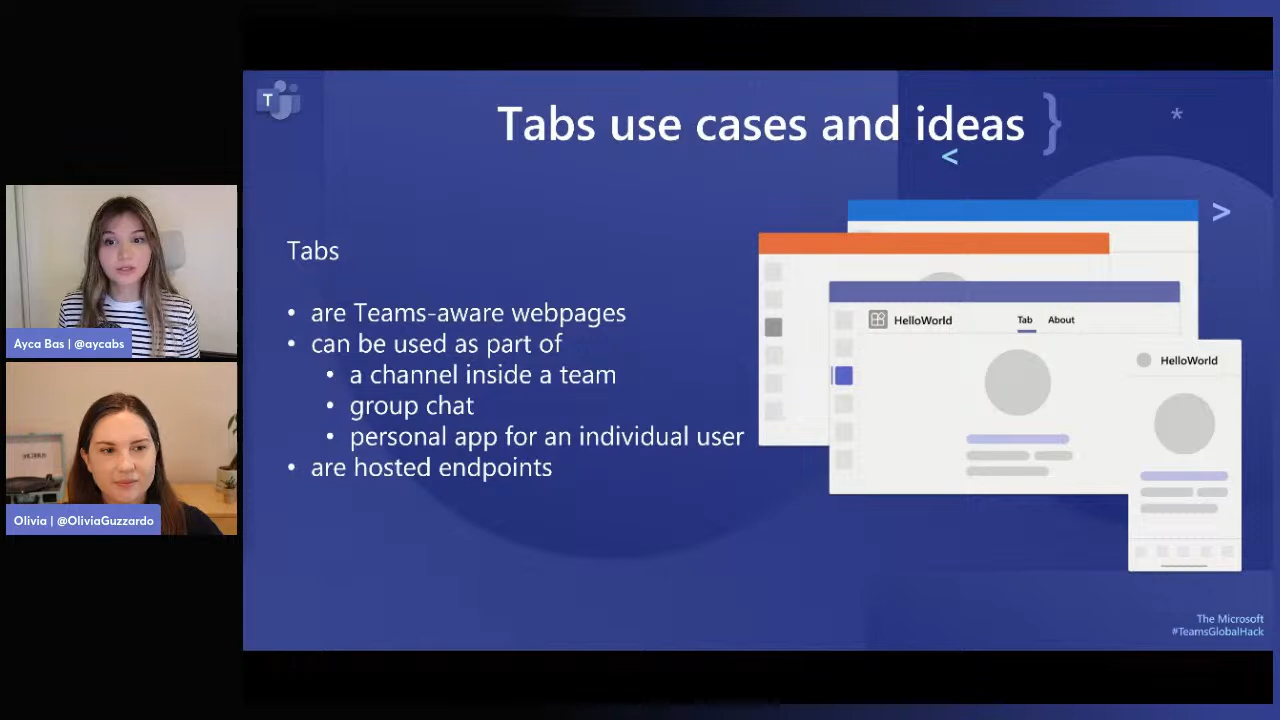 T
Tabs use cases and ideas }
*
<
>
Tabs
• are Teams-aware webpages
• can be used as part of
• a channel inside a team
• group chat
• personal app for an individual user
• are hosted endpoints
HelloWorld
Tab
About
HelloWorld
Ayca Bas | @aycabs
Olivia | @OliviaGuzzardo
The Microsoft
#TeamsGlobalHack